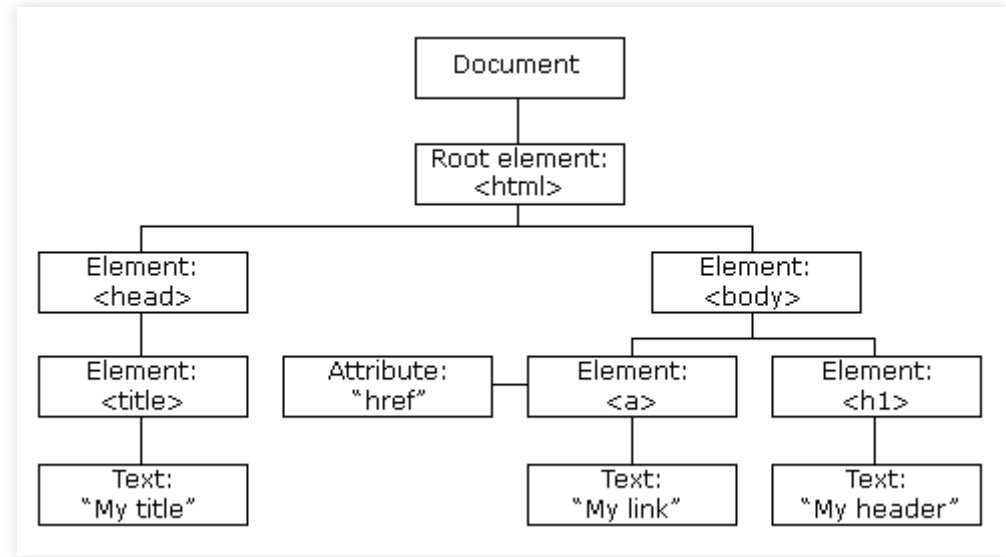 Document
Root element:
<html>
Element:
<head>
Element:
<body>
Element:
<title>
Attribute:
“href”
Element:
<a>
Element:
<h1>
Text:
“My title”
Text:
“My link”
Text:
“My header”